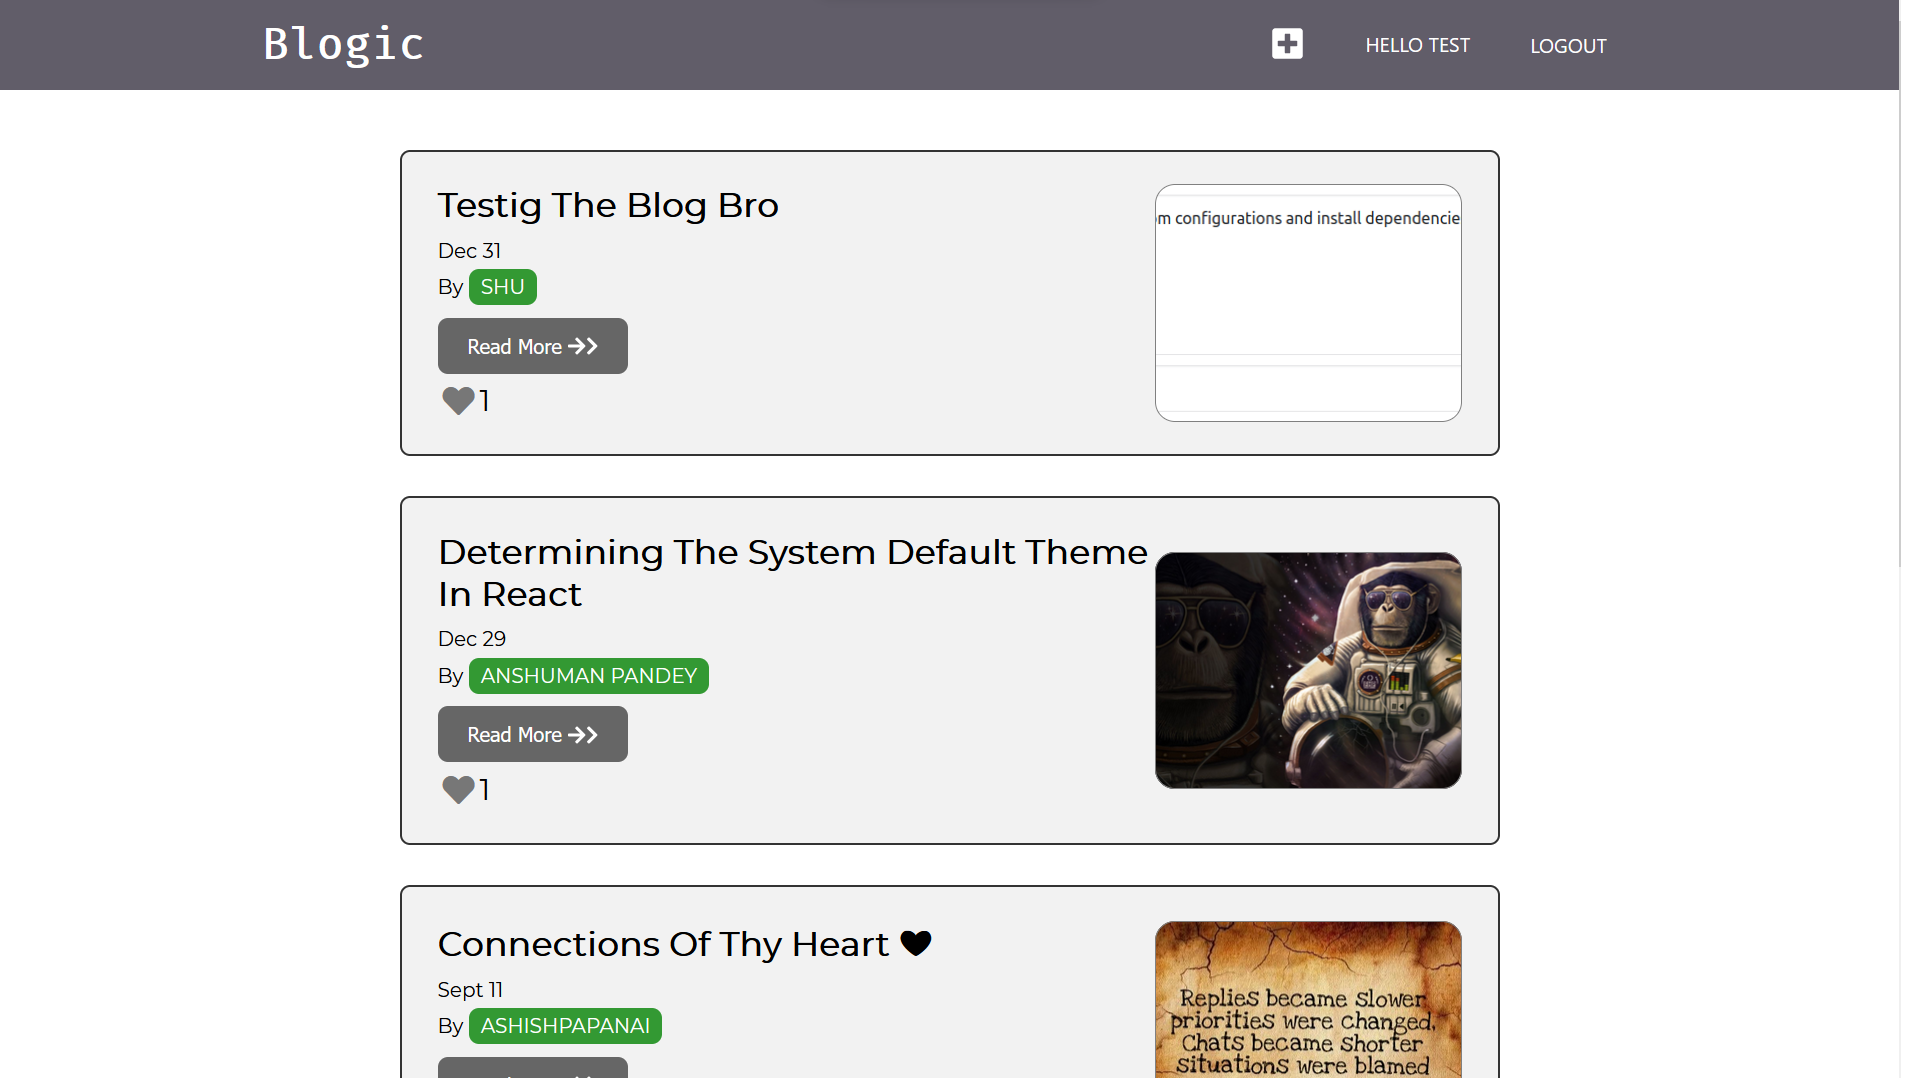 Blogic
HELLO TEST
LOGOUT
Testig The Blog Bro
Dec 31
By SHU
Read More
1
m configurations and install dependencie
Determining The System Default Theme
In React
Dec 29
By ANSHUMAN PANDEY
Read More
1
Connections Of Thy Heart 🖤
Sept 11
By ASHISHPAPANAI
Replies became slower
priorities were changed.
Chats became shorter
situations were blamed